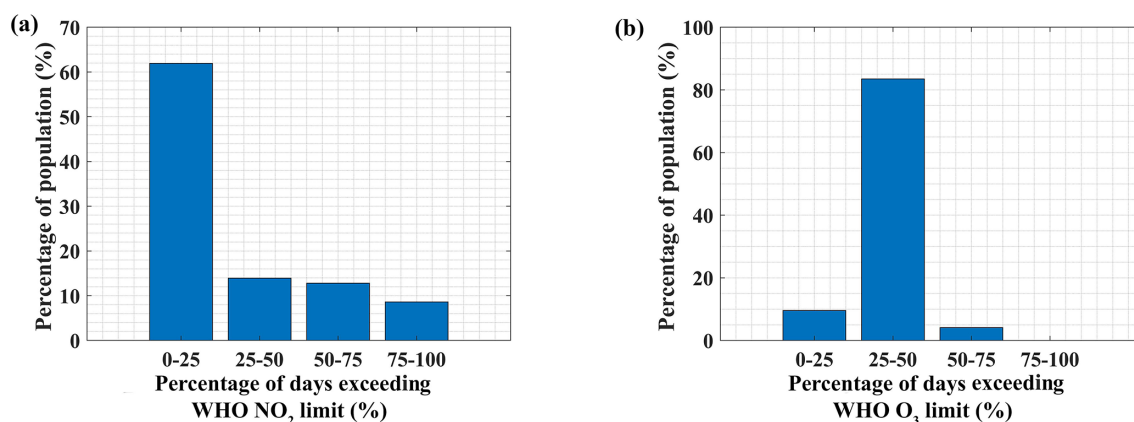 (a)
Percentage of population (%)
70
60
50
40
30
20
10
0
0-25 25-50 50-75 75-100
Percentage of days exceeding
WHO NO₂ limit (%)
(b)
Percentage of population (%)
100
80
60
40
20
0
0-25 25-50 50-75 75-100
Percentage of days exceeding
WHO O₃ limit (%)